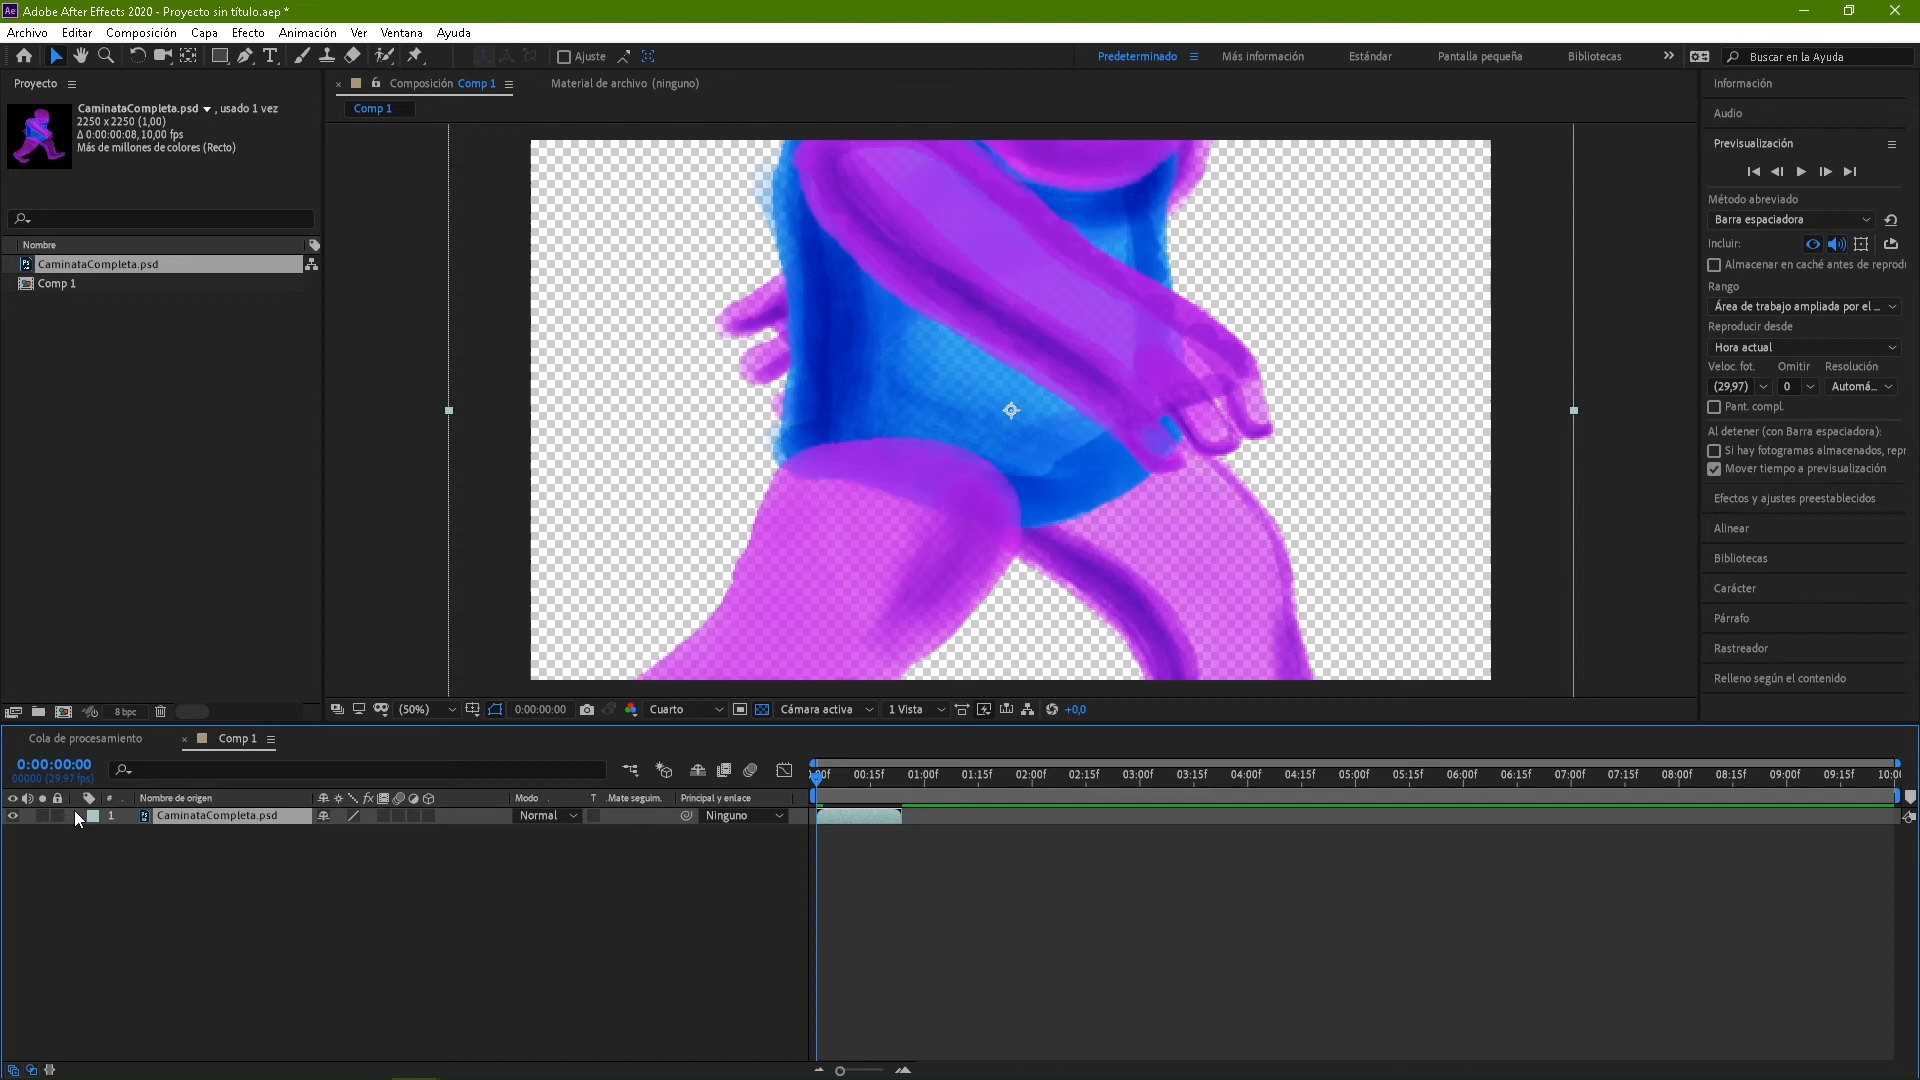 Ae Adobe After Effects 2020 - Proyecto sin título.aep *
Archivo Editar Composición Capa Efecto Animación Ver Ventana Ayuda
Ajuste
Predeterminado Más información Estándar Pantalla pequeña Bibliotecas
Buscar en la Ayuda
Proyecto
CaminataCompleta.psd , usado 1 vez
2250 x 2250 (1,00)
Δ 0:00:00:08, 10,00 fps
Más de millones de colores (Recto)
Nombre
CaminataCompleta.psd
Comp 1
8 bpc
Composición Comp 1
Material de archivo (ninguno)
Comp 1
(50%) 0:00:00:00 Cuarto Cámara activa 1 Vista +0,0
Información
Audio
Previsualización
Método abreviado
Barra espaciadora
Incluir:
Almacenar en caché antes de reprodu
Rango
Área de trabajo ampliada por el ...
Reproducir desde
Hora actual
Veloc. fot. Omitir Resolución
(29,97) 0 Automá...
Pant. compl.
Al detener (con Barra espaciadora):
Si hay fotogramas almacenados, repr
Mover tiempo a previsualización
Efectos y ajustes preestablecidos
Alinear
Bibliotecas
Carácter
Párrafo
Rastreador
Relleno según el contenido
Cola de procesamiento
Comp 1
0:00:00:00
00000 (29.97 fps)
:00f 00:15f 01:00f 01:15f 02:00f 02:15f 03:00f 03:15f 04:00f 04:15f 05:00f 05:15f 06:00f 06:15f 07:00f 07:15f 08:00f 08:15f 09:00f 09:15f 10:00
# Nombre de origen fx Modo T .Mate seguim. Principal y enlace
1 CaminataCompleta.psd Normal Ninguno